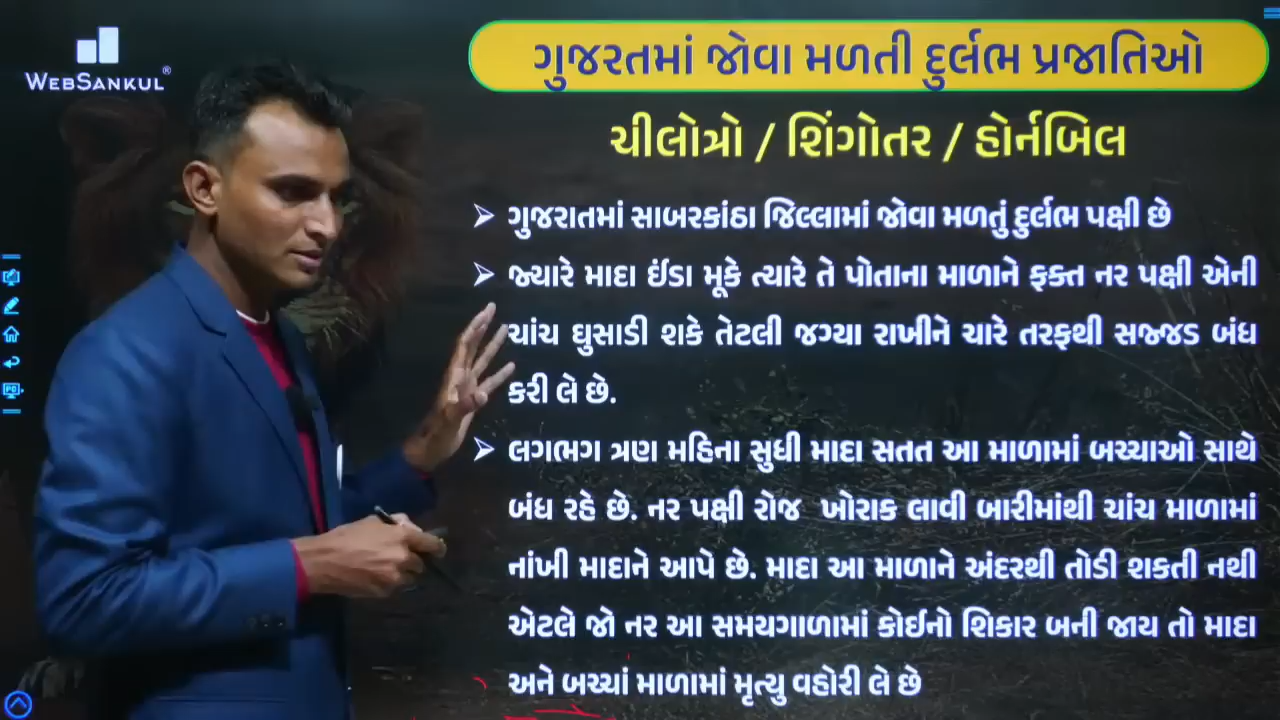 WEBSANKUL®
ગુજરતમાં જોવા મળતી દુર્લભ પ્રજાતિઓ
ચીલોત્રો / શિંગોતર / હોર્નબિલ
➤ ગુજરાતમાં સાબરકાંઠા જિલ્લામાં જોવા મળતું દુર્લભ પક્ષી છે
➤ જ્યારે માદા ઈંડા મૂકે ત્યારે તે પોતાના માળાને ફક્ત નર પક્ષી એની
ચાંચ ઘુસાડી શકે તેટલી જગ્યા રાખીને ચારે તરફથી સજ્જડ બંધ
કરી લે છે.
➤ લગભગ ત્રણ મહિના સુધી માદા સતત આ માળામાં બચ્ચાઓ સાથે
બંધ રહે છે. નર પક્ષી રોજ ખોરાક લાવી બારીમાંથી ચાંચ માળામાં
નાંખી માદાને આપે છે. માદા આ માળાને અંદરથી તોડી શકતી નથી
એટલે જો નર આ સમયગાળામાં કોઈનો શિકાર બની જાય તો માદા
અને બચ્ચાં માળામાં મૃત્યુ વહોરી લે છે